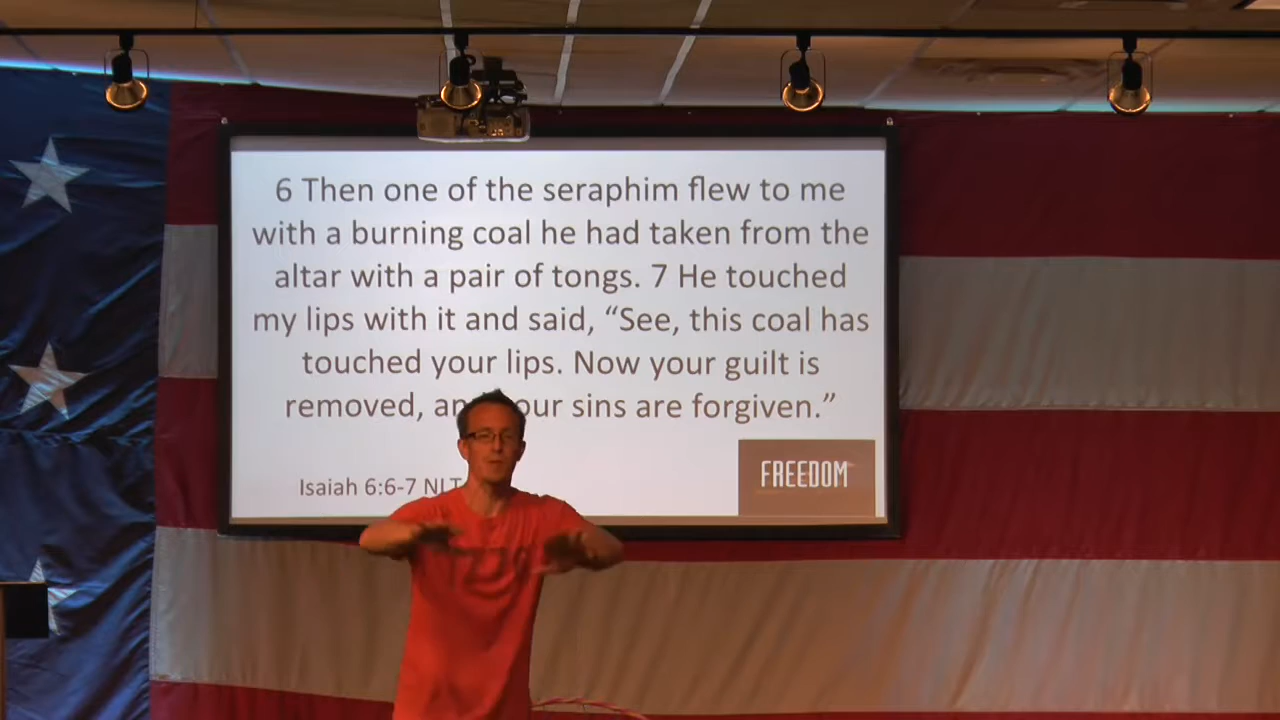 6 Then one of the seraphim flew to me
with a burning coal he had taken from the
altar with a pair of tongs. 7 He touched
my lips with it and said, “See, this coal has
touched your lips. Now your guilt is
removed, an our sins are forgiven.”
Isaiah 6:6-7 NLT
FREEDOM